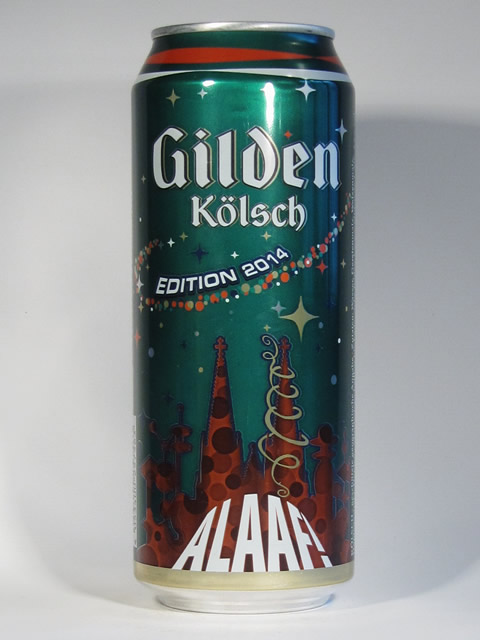 Gilden
Kölsch
EDITION 2014
ALAAF!